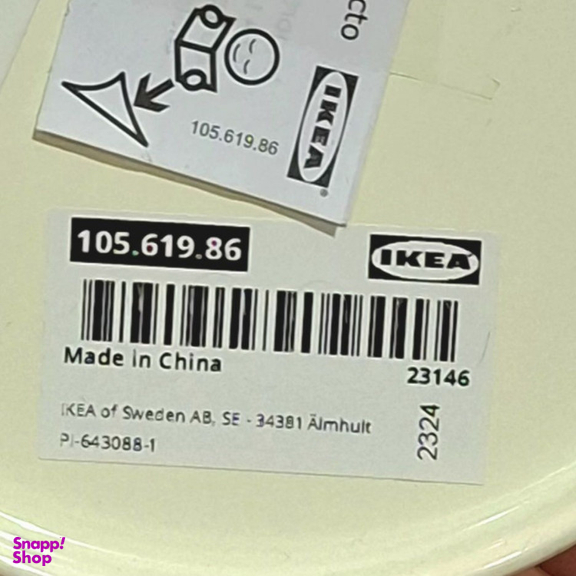 cto
105.619.86
IKEA
105.619.86
IKEA
Made in China
23146
IKEA of Sweden AB, SE - 34381 Älmhult
PI-643088-1
2324
Snapp!
Shop